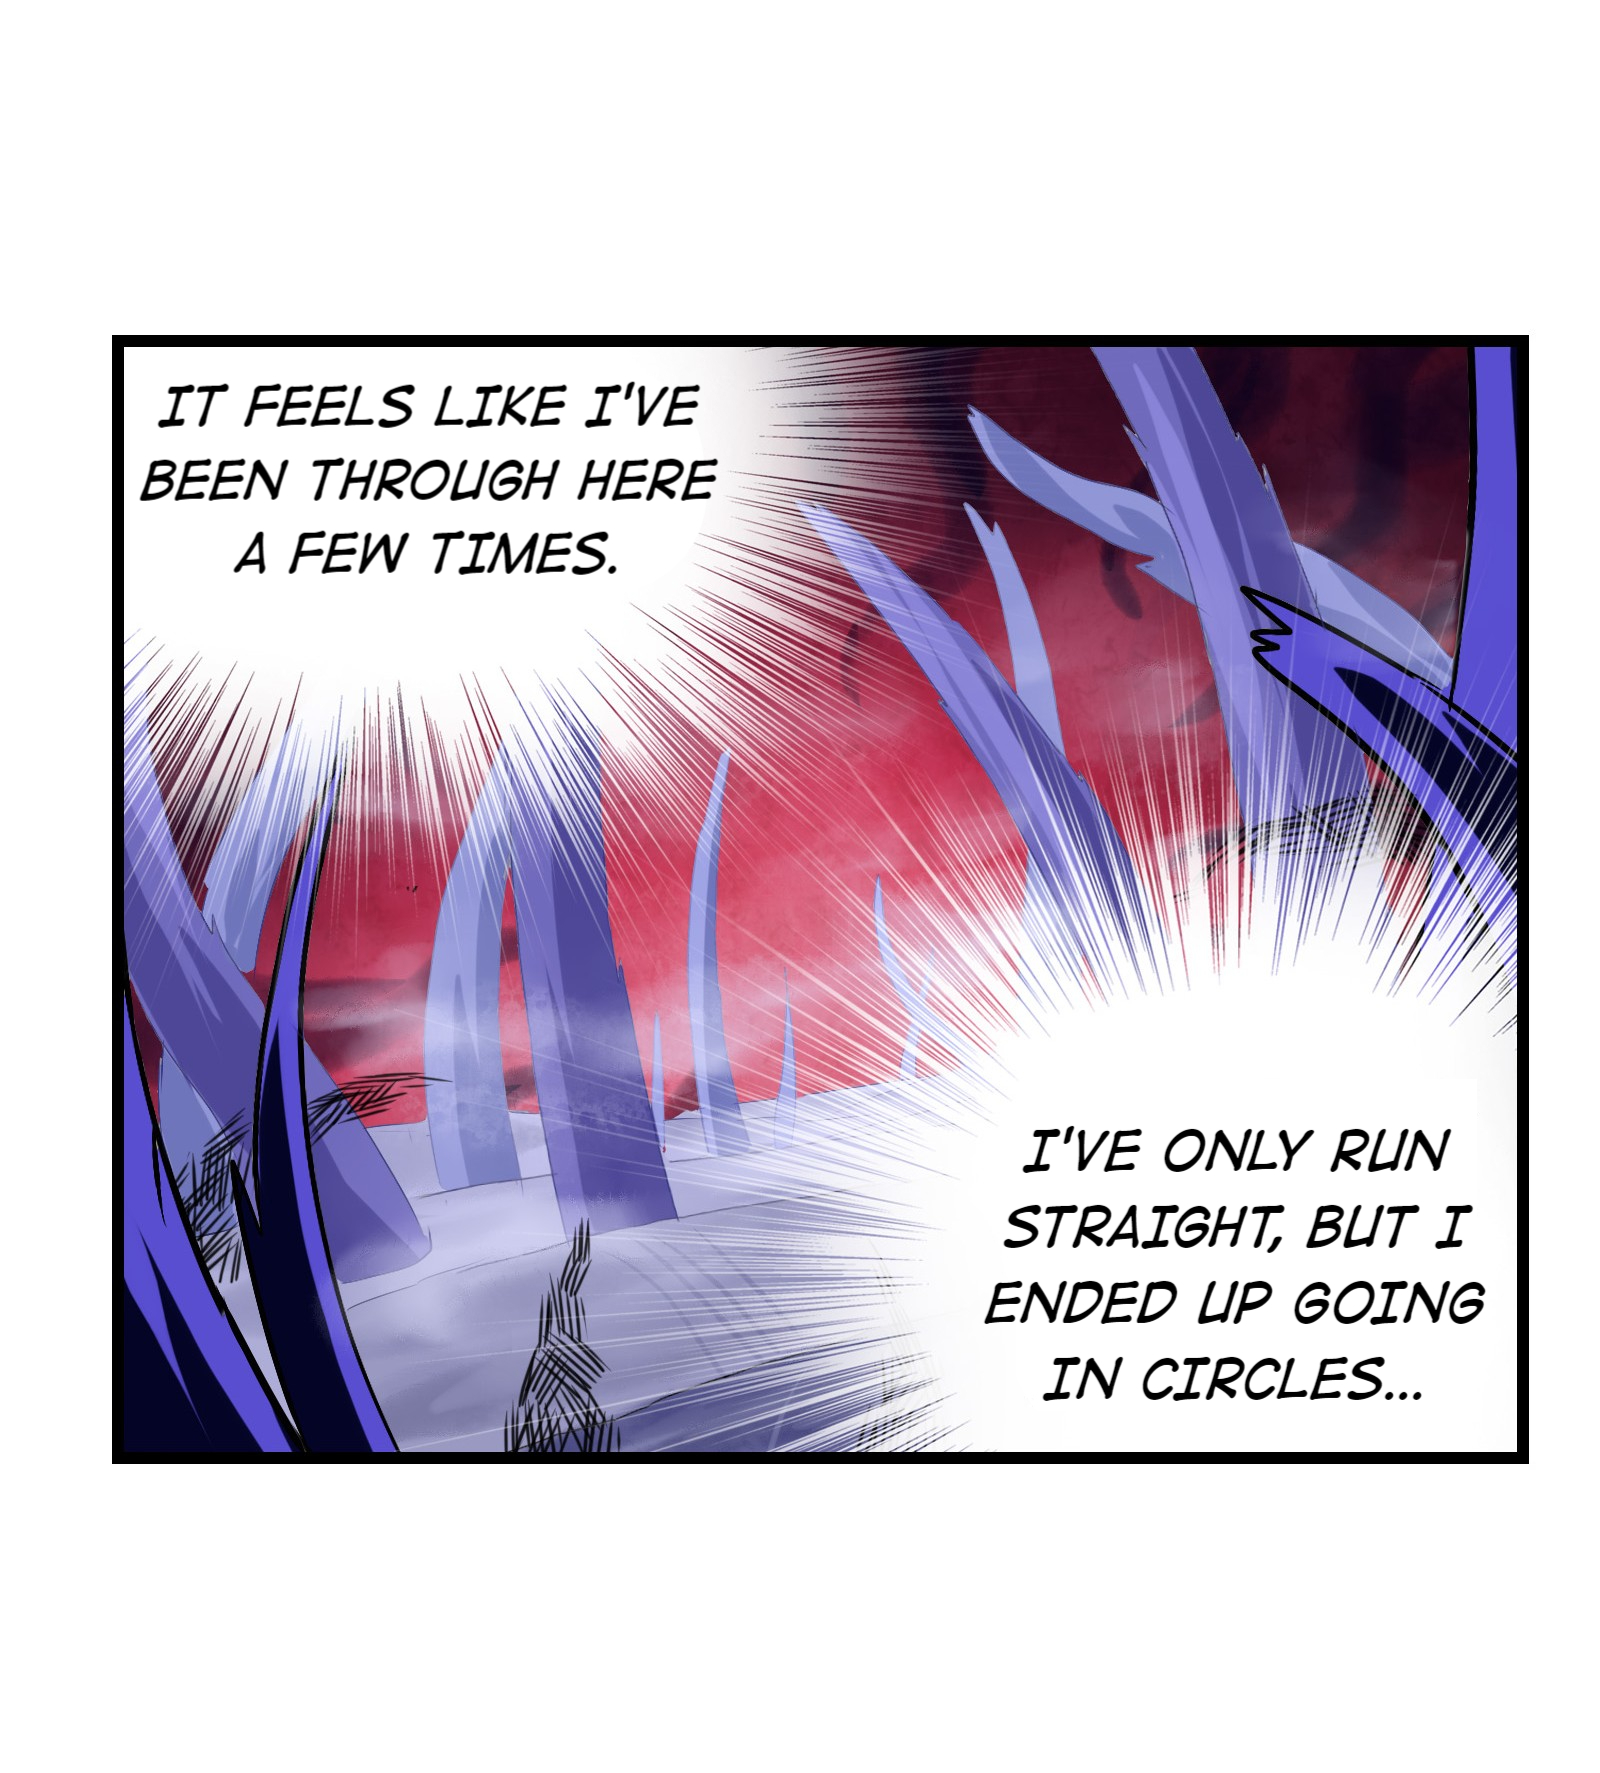 IT FEELS LIKE I'VE
BEEN THROUGH HERE
A FEW TIMES.
I'VE ONLY RUN
STRAIGHT, BUT I
ENDED UP GOING
IN CIRCLES...